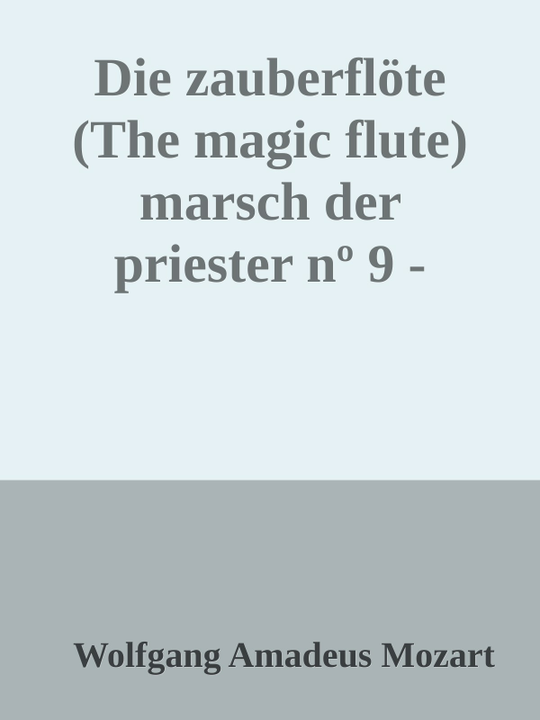 Die zauberflöte
(The magic flute)
marsch der
priester nº 9 -
Wolfgang Amadeus Mozart